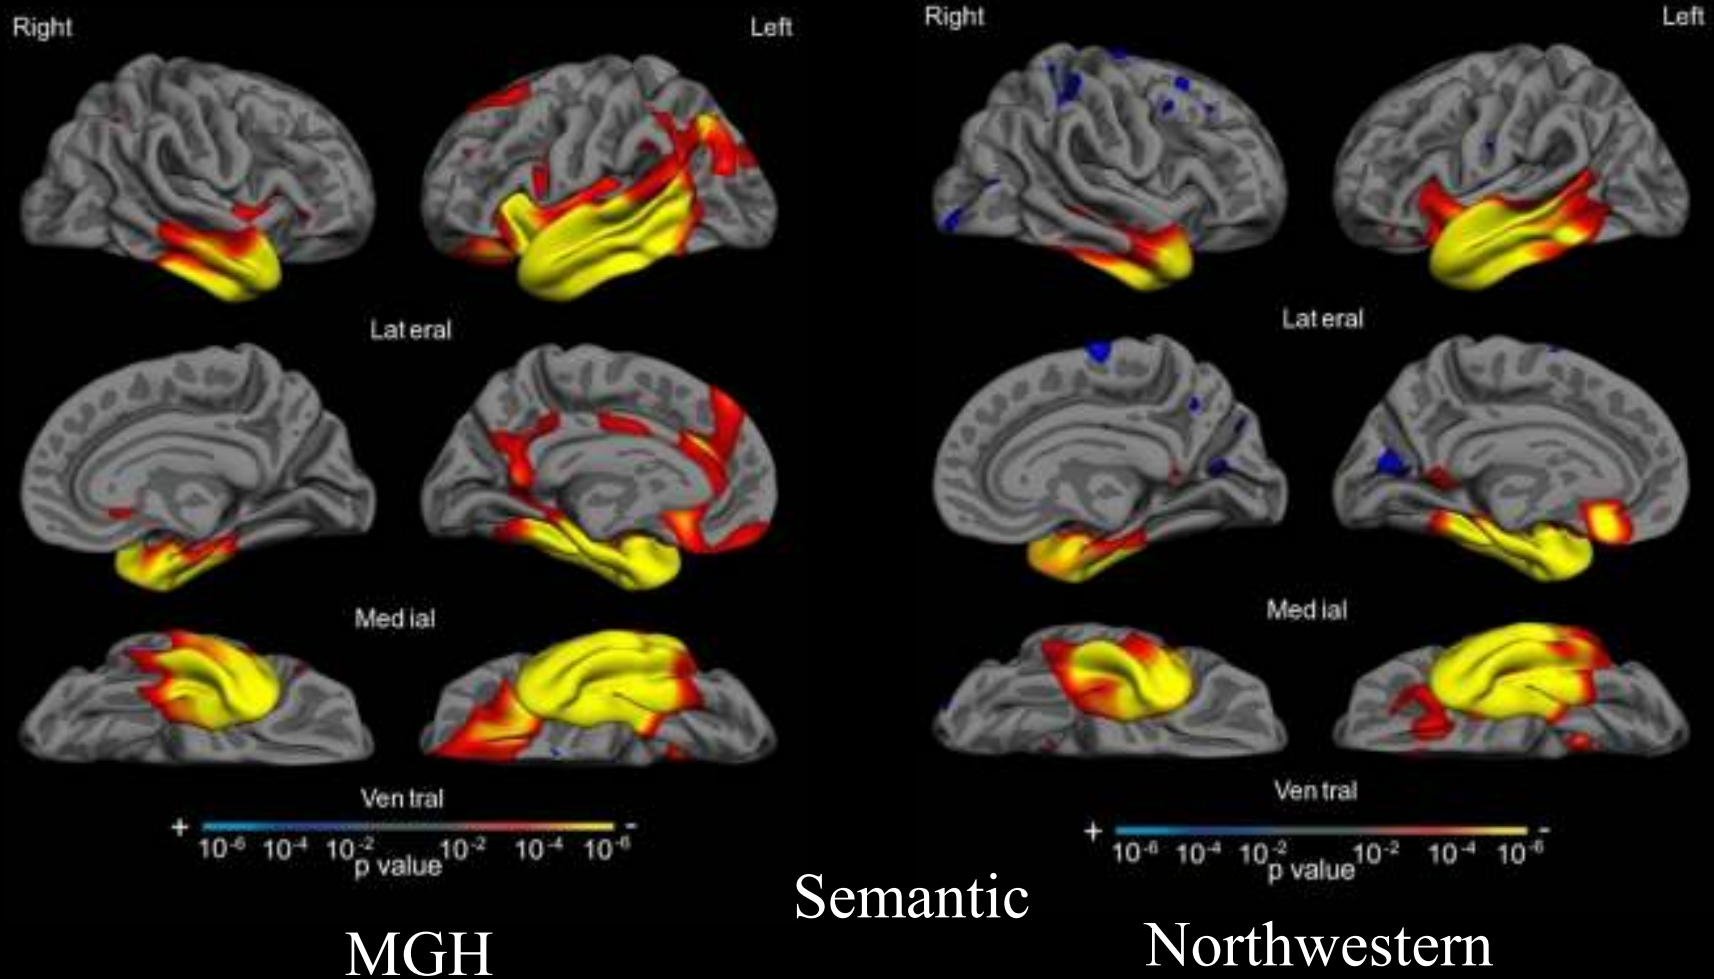 Right Left
Lateral
Medial
Ventral
+ -
10-6 10-4 10-2 10-2 10-4 10-6
p value
MGH
Semantic
Right Left
Lateral
Medial
Ventral
+ -
10-6 10-4 10-2 10-2 10-4 10-6
p value
Northwestern